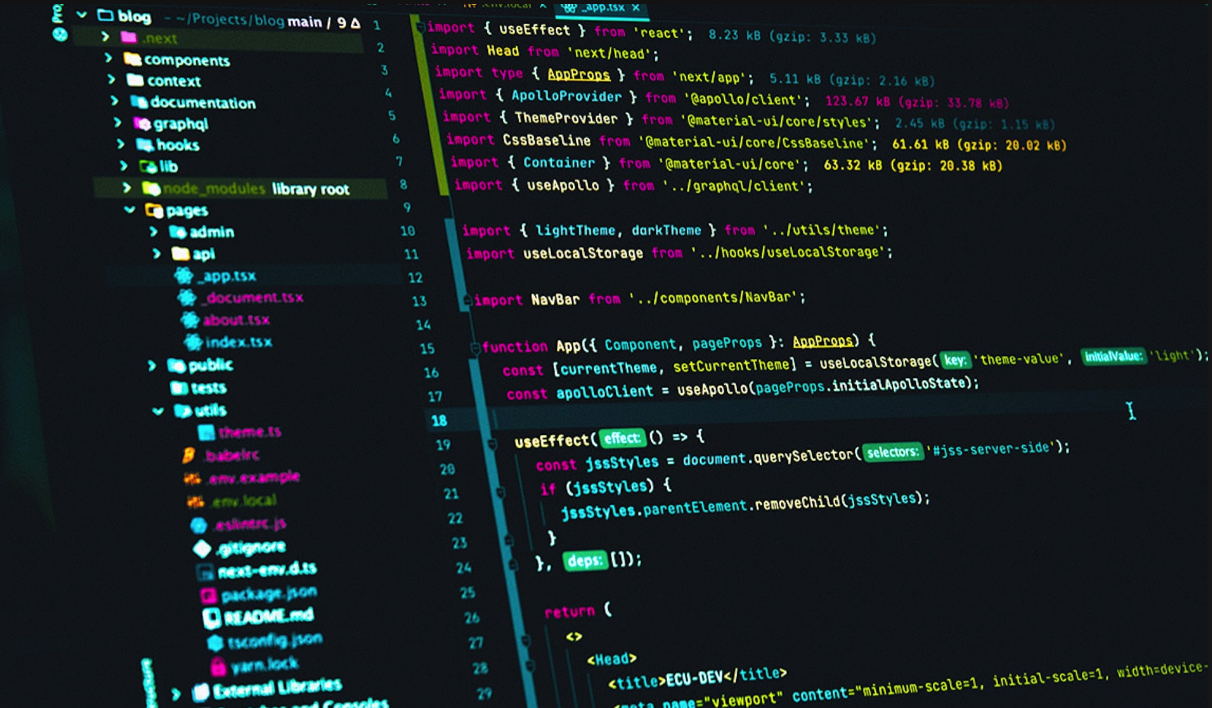 blog ~/Projects/blog main / 9 Δ
.next
components
context
documentation
graphql
hooks
lib
node_modules library root
pages
admin
api
_app.tsx
_document.tsx
about.tsx
index.tsx
public
tests
utils
theme.ts
.babelrc
.env.example
.env.local
.eslintrc.js
.gitignore
next-env.d.ts
package.json
README.md
tsconfig.json
yarn.lock
External Libraries
.env.local _app.tsx
1 import { useEffect } from 'react'; 8.23 kB (gzip: 3.33 kB)
2 import Head from 'next/head';
3 import type { AppProps } from 'next/app'; 5.11 kB (gzip: 2.16 kB)
4 import { ApolloProvider } from '@apollo/client'; 123.67 kB (gzip: 33.78 kB)
5 import { ThemeProvider } from '@material-ui/core/styles'; 2.45 kB (gzip: 1.15 kB)
6 import CssBaseline from '@material-ui/core/CssBaseline'; 61.61 kB (gzip: 20.02 kB)
7 import { Container } from '@material-ui/core'; 63.32 kB (gzip: 20.38 kB)
8 import { useApollo } from '../graphql/client';
9
10 import { lightTheme, darkTheme } from '../utils/theme';
11 import useLocalStorage from '../hooks/useLocalStorage';
12
13 import NavBar from '../components/NavBar';
14
15 function App({ Component, pageProps }: AppProps) {
16 const [currentTheme, setCurrentTheme] = useLocalStorage( key: 'theme-value', initialValue: 'light');
17 const apolloClient = useApollo(pageProps.initialApolloState);
18
19 useEffect( effect: () => {
20 const jssStyles = document.querySelector( selectors: '#jss-server-side');
21 if (jssStyles) {
22 jssStyles.parentElement.removeChild(jssStyles);
23 }
24 }, deps: []);
25
26 return (
27 <>
28 <Head>
29 <title>ECU-DEV</title>
<meta name="viewport" content="minimum-scale=1, initial-scale=1, width=device-